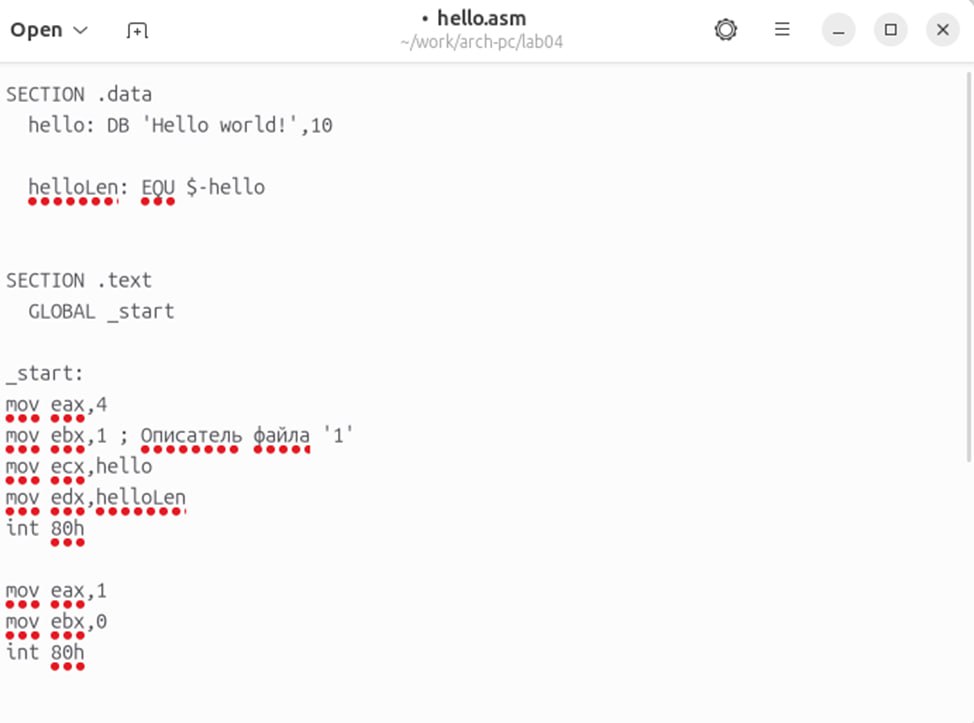 Open
• hello.asm
~/work/arch-pc/lab04
SECTION .data
hello: DB 'Hello world!',10
helloLen: EQU $-hello
SECTION .text
GLOBAL _start
_start:
mov eax,4
mov ebx,1 ; Описатель файла '1'
mov ecx,hello
mov edx,helloLen
int 80h
mov eax,1
mov ebx,0
int 80h